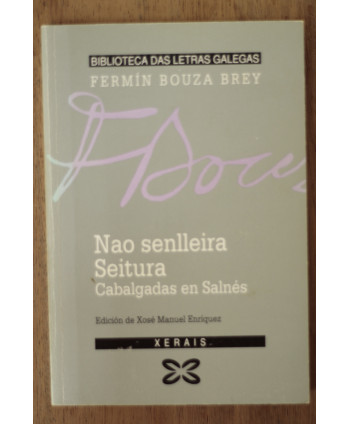 BIBLIOTECA DAS LETRAS GALEGAS
FERMÍN BOUZA BREY
Nao senlleira
Seitura
Cabalgadas en Salnés
Edición de Xosé Manuel Enríquez
XERAIS